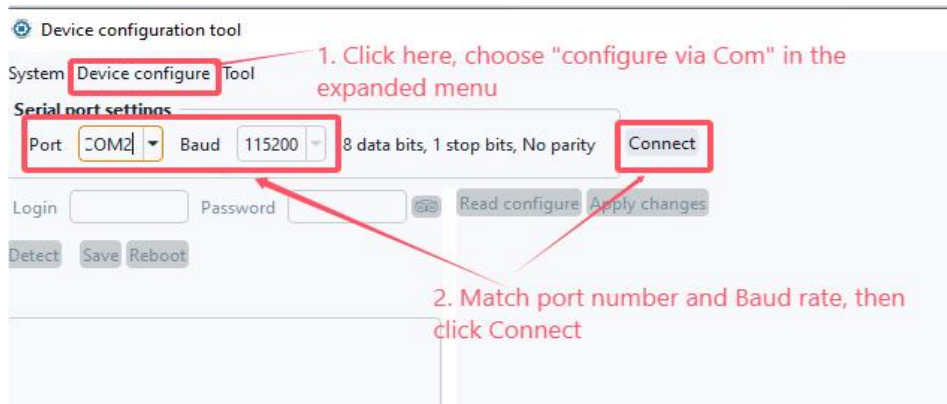 Device configuration tool
1. Click here, choose "configure via Com" in the
System Device configure Tool
expanded menu
Serial port settings
Port COM2 Baud 115200 8 data bits, 1 stop bits, No parity Connect
Login Password Read configure Apply changes
Detect Save Reboot
2. Match port number and Baud rate, then
click Connect